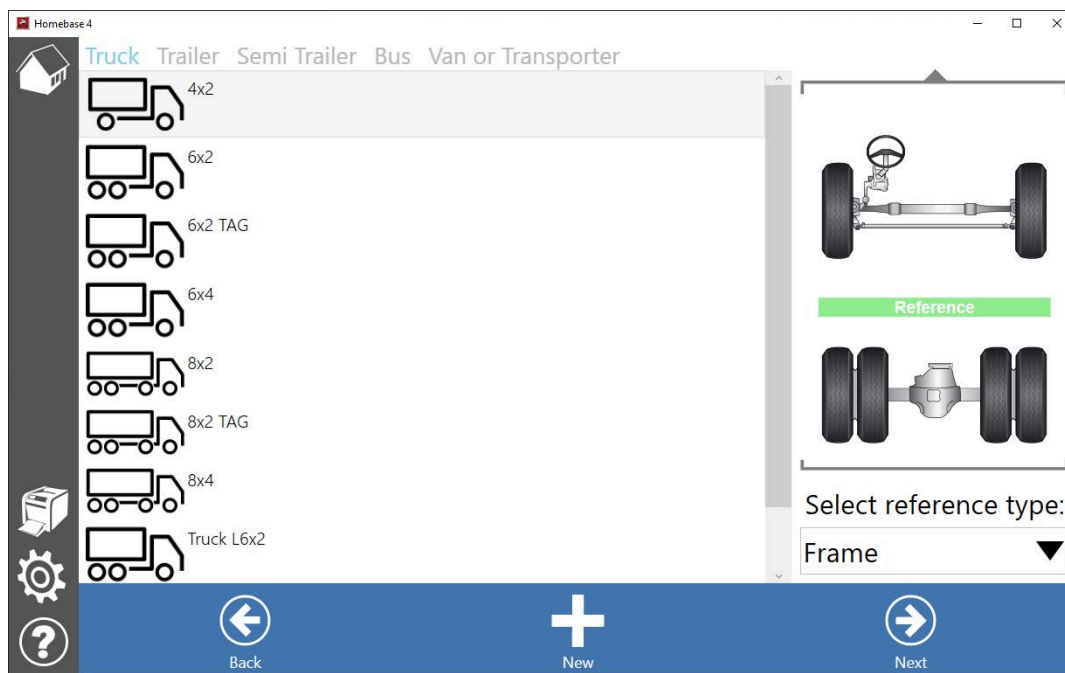 Homebase 4
Truck Trailer Semi Trailer Bus Van or Transporter
4x2
6x2
6x2 TAG
6x4
8x2
8x2 TAG
8x4
Truck L6x2
Reference
Select reference type:
Frame
Back
New
Next